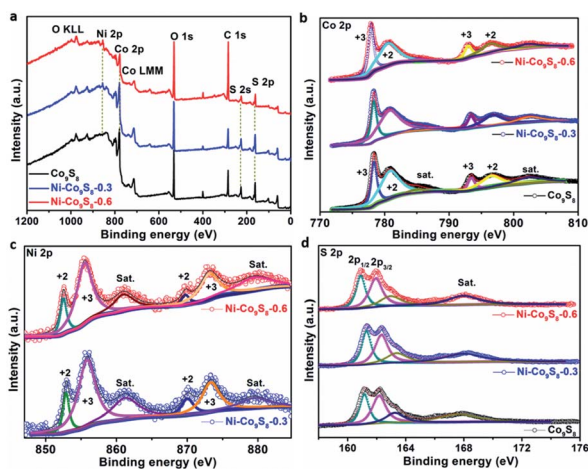 a
O KLL
Ni 2p
Co 2p
Co LMM
O 1s
C 1s
S 2s
S 2p
Co₉S₈
Ni-Co₉S₈-0.3
Ni-Co₉S₈-0.6
Intensity (a.u.)
1200 1000 800 600 400 200 0
Binding energy (eV)
b
Co 2p
+3
+2
+3
+2
Ni-Co₉S₈-0.6
Ni-Co₉S₈-0.3
+3
+2
sat.
+3
+2
sat.
Co₉S₈
Intensity (a.u.)
770 780 790 800 810
Binding energy (eV)
c
Ni 2p
+2
+3
Sat.
+2
+3
Sat.
Ni-Co₉S₈-0.6
+2
+3
Sat.
+2
+3
Sat.
Ni-Co₉S₈-0.3
Intensity (a.u.)
850 860 870 880
Binding energy (eV)
d
S 2p
2p1/2
2p3/2
Sat.
Ni-Co₉S₈-0.6
Ni-Co₉S₈-0.3
Co₉S₈
Intensity (a.u.)
160 164 168 172 176
Binding energy (eV)